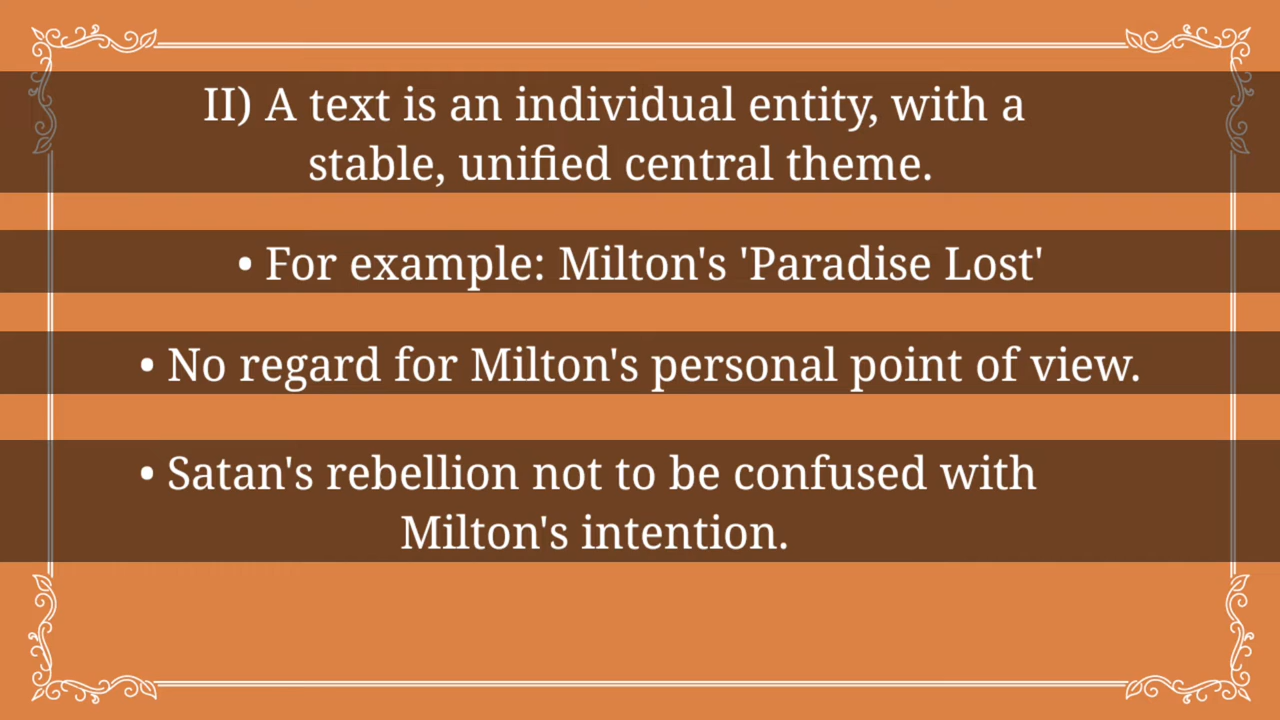 II) A text is an individual entity, with a
stable, unified central theme.
• For example: Milton's 'Paradise Lost'
• No regard for Milton's personal point of view.
• Satan's rebellion not to be confused with
Milton's intention.